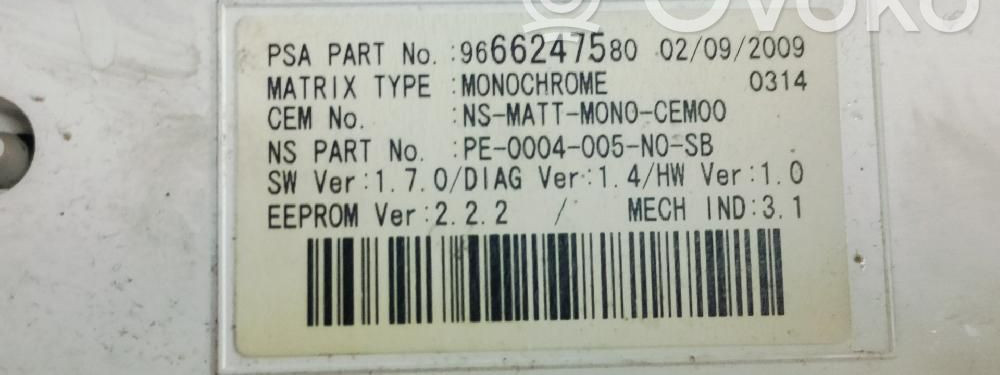 OVOKO
PSA PART No.:9666247580 02/09/2009
MATRIX TYPE :MONOCHROME 0314
CEM No. :NS-MATT-MONO-CEM00
NS PART No. :PE-0004-005-N0-SB
SW Ver:1.7.0/DIAG Ver:1.4/HW Ver:1.0
EEPROM Ver:2.2.2 / MECH IND:3.1